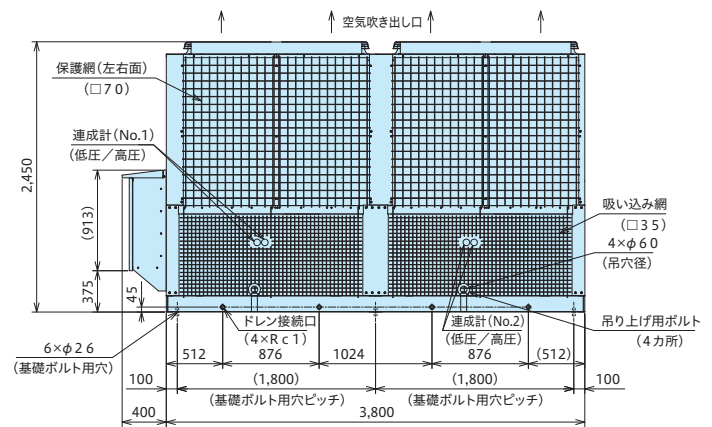 空気吹き出し口
保護網(左右面)
(□70)
連成計(No.1)
(低圧/高圧)
2,450
(913)
375
45
吸い込み網
(□35)
4×φ60
(吊穴径)
ドレン接続口
(4×Rc1)
連成計(No.2)
(低圧/高圧)
吊り上げ用ボルト
(4カ所)
6×φ26
(基礎ボルト用穴)
512
876
1024
876
(512)
100
(1,800)
(1,800)
100
(基礎ボルト用穴ピッチ)
(基礎ボルト用穴ピッチ)
400
3,800